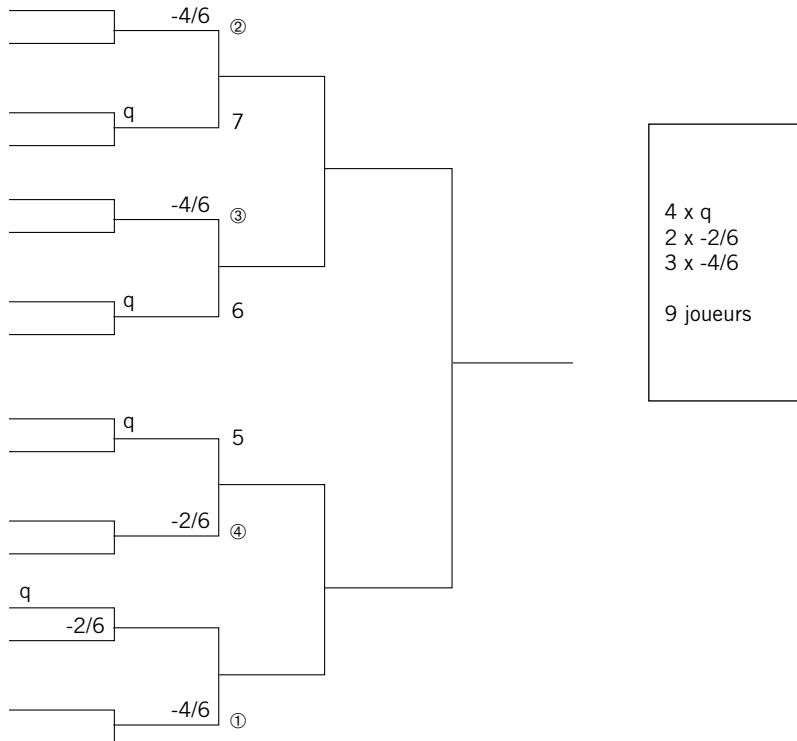 -4/6 ②
q 7
-4/6 ③
q 6
q 5
-2/6 ④
q
-2/6
-4/6 ①
4 x q
2 x -2/6
3 x -4/6
9 joueurs